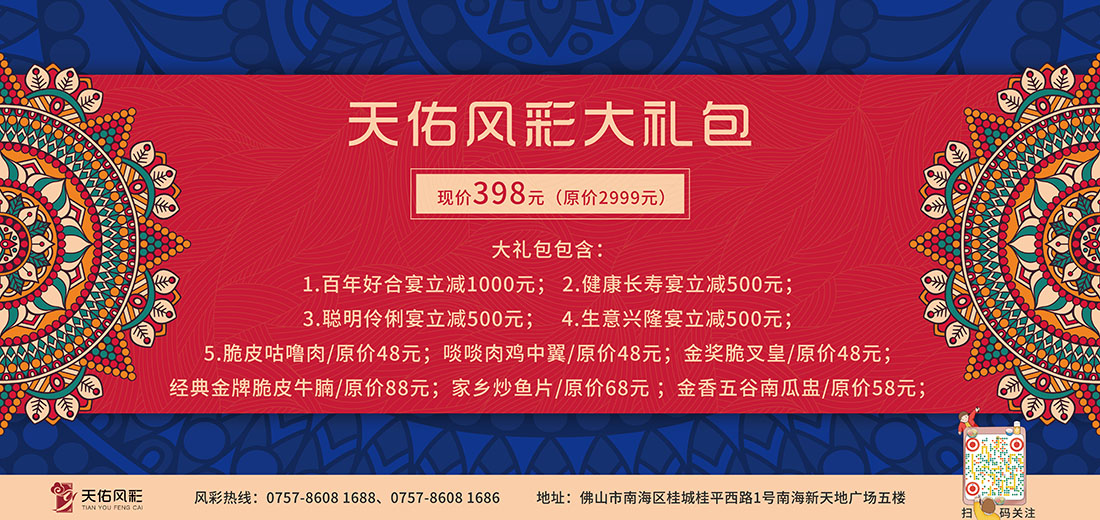 天佑风彩大礼包
现价398元（原价2999元）
大礼包包含：
1.百年好合宴立减1000元； 2.健康长寿宴立减500元；
3.聪明伶俐宴立减500元； 4.生意兴隆宴立减500元；
5.脆皮咕噜肉/原价48元；啖啖肉鸡中翼/原价48元；金奖脆叉皇/原价48元；
经典金牌脆皮牛腩/原价88元；家乡炒鱼片/原价68元；金香五谷南瓜盅/原价58元；
天佑风彩
TIAN YOU FENG CAI
风彩热线：0757-8608 1688、0757-8608 1686
地址：佛山市南海区桂城桂平西路1号南海新天地广场五楼
扫 码关注